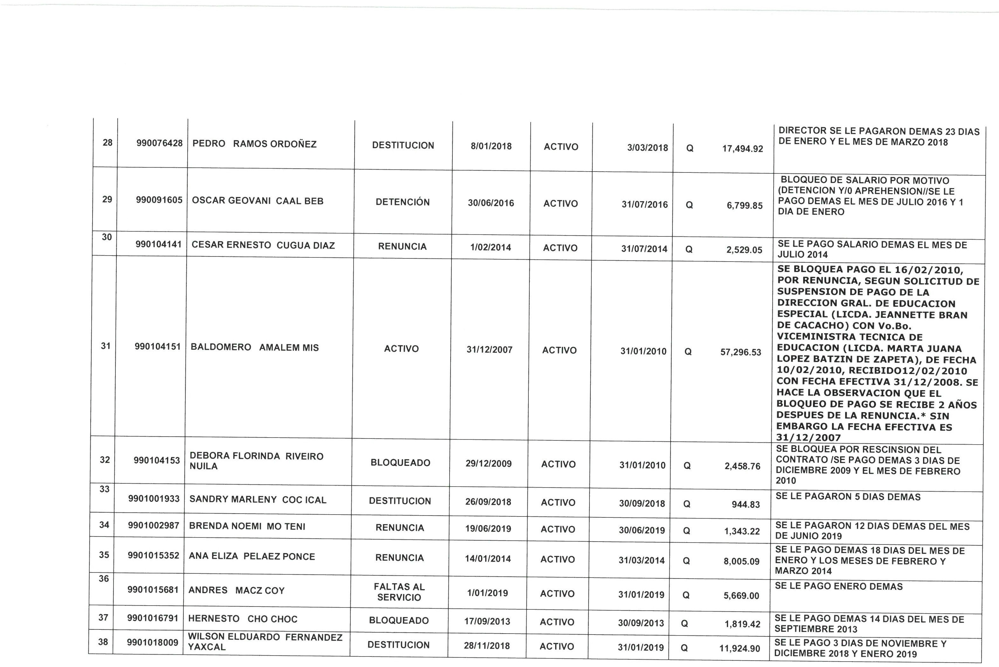 28 990076428 PEDRO RAMOS ORDOÑEZ DESTITUCION 8/01/2018 ACTIVO 3/03/2018 Q 17,494.92
DIRECTOR SE LE PAGARON DEMAS 23 DIAS
DE ENERO Y EL MES DE MARZO 2018
29 990091605 OSCAR GEOVANI CAAL BEB DETENCIÓN 30/06/2016 ACTIVO 31/07/2016 Q 6,799.85
BLOQUEO DE SALARIO POR MOTIVO
(DETENCION Y/0 APREHENSION//SE LE
PAGO DEMAS EL MES DE JULIO 2016 Y 1
DIA DE ENERO
30 990104141 CESAR ERNESTO CUGUA DIAZ RENUNCIA 1/02/2014 ACTIVO 31/07/2014 Q 2,529.05
SE LE PAGO SALARIO DEMAS EL MES DE
JULIO 2014
31 990104151 BALDOMERO AMALEM MIS ACTIVO 31/12/2007 ACTIVO 31/01/2010 Q 57,296.53
SE BLOQUEA PAGO EL 16/02/2010,
POR RENUNCIA, SEGUN SOLICITUD DE
SUSPENSION DE PAGO DE LA
DIRECCION GRAL. DE EDUCACION
ESPECIAL (LICDA. JEANNETTE BRAN
DE CACACHO) CON Vo.Bo.
VICEMINISTRA TECNICA DE
EDUCACION (LICDA. MARTA JUANA
LOPEZ BATZIN DE ZAPETA), DE FECHA
10/02/2010, RECIBIDO12/02/2010
CON FECHA EFECTIVA 31/12/2008. SE
HACE LA OBSERVACION QUE EL
BLOQUEO DE PAGO SE RECIBE 2 AÑOS
DESPUES DE LA RENUNCIA.* SIN
EMBARGO LA FECHA EFECTIVA ES
31/12/2007
32 990104153 DEBORA FLORINDA RIVEIRO
NUILA BLOQUEADO 29/12/2009 ACTIVO 31/01/2010 Q 2,458.76
SE BLOQUEA POR RESCINSION DEL
CONTRATO /SE PAGO DEMAS 3 DIAS DE
DICIEMBRE 2009 Y EL MES DE FEBRERO
2010
33 9901001933 SANDRY MARLENY COC ICAL DESTITUCION 26/09/2018 ACTIVO 30/09/2018 Q 944.83
SE LE PAGARON 5 DIAS DEMAS
34 9901002987 BRENDA NOEMI MO TENI RENUNCIA 19/06/2019 ACTIVO 30/06/2019 Q 1,343.22
SE LE PAGARON 12 DIAS DEMAS DEL MES
DE JUNIO 2019
35 9901015352 ANA ELIZA PELAEZ PONCE RENUNCIA 14/01/2014 ACTIVO 31/03/2014 Q 8,005.09
SE LE PAGO DEMAS 18 DIAS DEL MES DE
ENERO Y LOS MESES DE FEBRERO Y
MARZO 2014
36 9901015681 ANDRES MACZ COY FALTAS AL
SERVICIO 1/01/2019 ACTIVO 31/01/2019 Q 5,669.00
SE LE PAGO ENERO DEMAS
37 9901016791 HERNESTO CHO CHOC BLOQUEADO 17/09/2013 ACTIVO 30/09/2013 Q 1,819.42
SE LE PAGO DEMAS 14 DIAS DEL MES DE
SEPTIEMBRE 2013
38 9901018009 WILSON ELDUARDO FERNANDEZ
YAXCAL DESTITUCION 28/11/2018 ACTIVO 31/01/2019 Q 11,924.90
SE LE PAGO 3 DIAS DE NOVIEMBRE Y
DICIEMBRE 2018 Y ENERO 2019